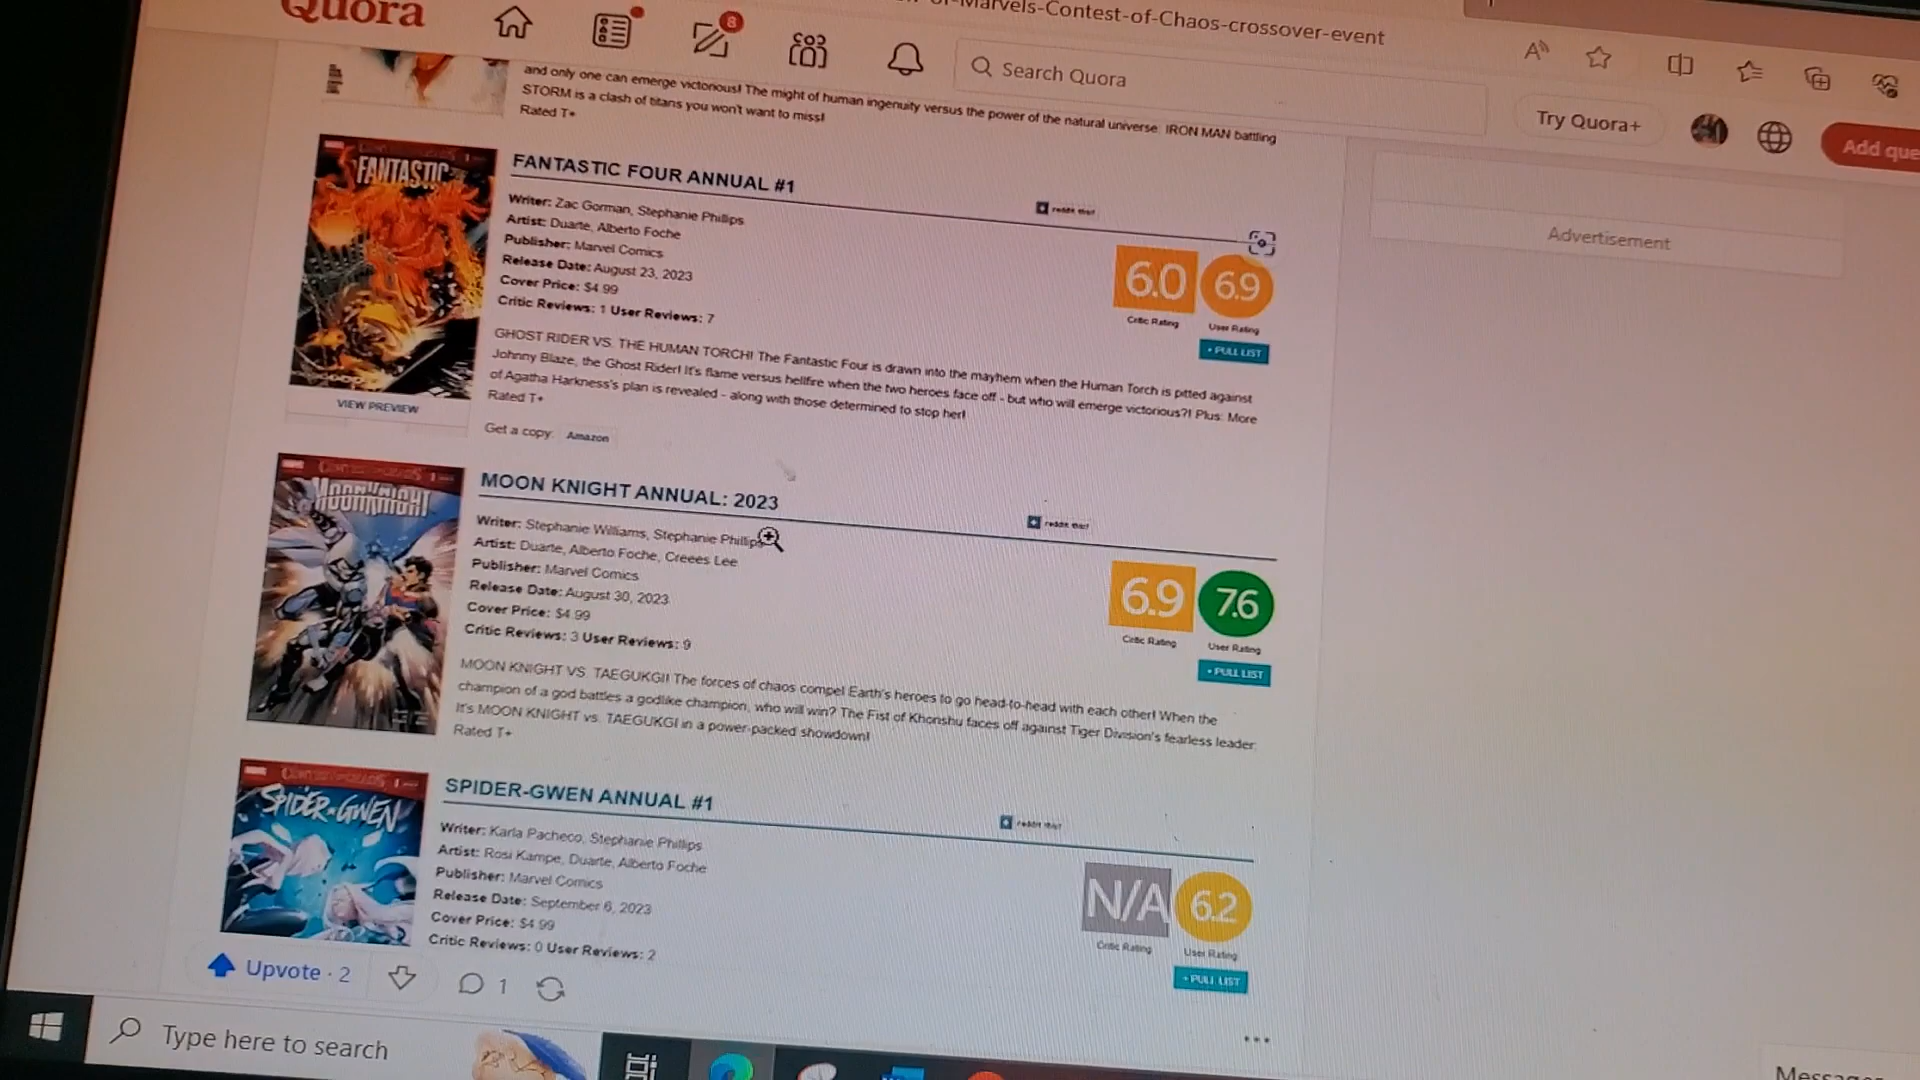 Quora
-Marvels-Contest-of-Chaos-crossover-event
8
Search Quora
Try Quora+
Add que
Advertisement
and only one can emerge victorious! The might of human ingenuity versus the power of the natural universe. IRON MAN battling
STORM is a clash of titans you won't want to miss!
Rated T+
FANTASTIC
FANTASTIC FOUR ANNUAL #1
reddit this!
Writer: Zac Gorman, Stephanie Phillips
Artist: Duarte, Alberto Foche
Publisher: Marvel Comics
Release Date: August 23, 2023
Cover Price: $4.99
Critic Reviews: 1 User Reviews: 7
6.0 6.9
Critic Rating User Rating
+ PULL LIST
GHOST RIDER VS. THE HUMAN TORCH! The Fantastic Four is drawn into the mayhem when the Human Torch is pitted against
Johnny Blaze, the Ghost Rider! It's flame versus hellfire when the two heroes face off - but who will emerge victorious?! Plus: More
of Agatha Harkness's plan is revealed - along with those determined to stop her!
Rated T+
VIEW PREVIEW
Get a copy: Amazon
MOON KNIGHT
MOON KNIGHT ANNUAL: 2023
reddit this!
Writer: Stephanie Williams, Stephanie Phillips
Artist: Duarte, Alberto Foche, Creees Lee
Publisher: Marvel Comics
Release Date: August 30, 2023
Cover Price: $4.99
Critic Reviews: 3 User Reviews: 9
6.9 7.6
Critic Rating User Rating
+ PULL LIST
MOON KNIGHT VS. TAEGUKGI! The forces of chaos compel Earth's heroes to go head-to-head with each other! When the
champion of a god battles a godlike champion, who will win? The Fist of Khonshu faces off against Tiger Division's fearless leader.
It's MOON KNIGHT vs. TAEGUKGI in a power-packed showdown!
Rated T+
SPIDER-GWEN
SPIDER-GWEN ANNUAL #1
reddit this!
Writer: Karla Pacheco, Stephanie Phillips
Artist: Rosi Kampe, Duarte, Alberto Foche
Publisher: Marvel Comics
Release Date: September 6, 2023
Cover Price: $4.99
Critic Reviews: 0 User Reviews: 2
N/A 6.2
Critic Rating User Rating
+ PULL LIST
Upvote · 2
1
Type here to search